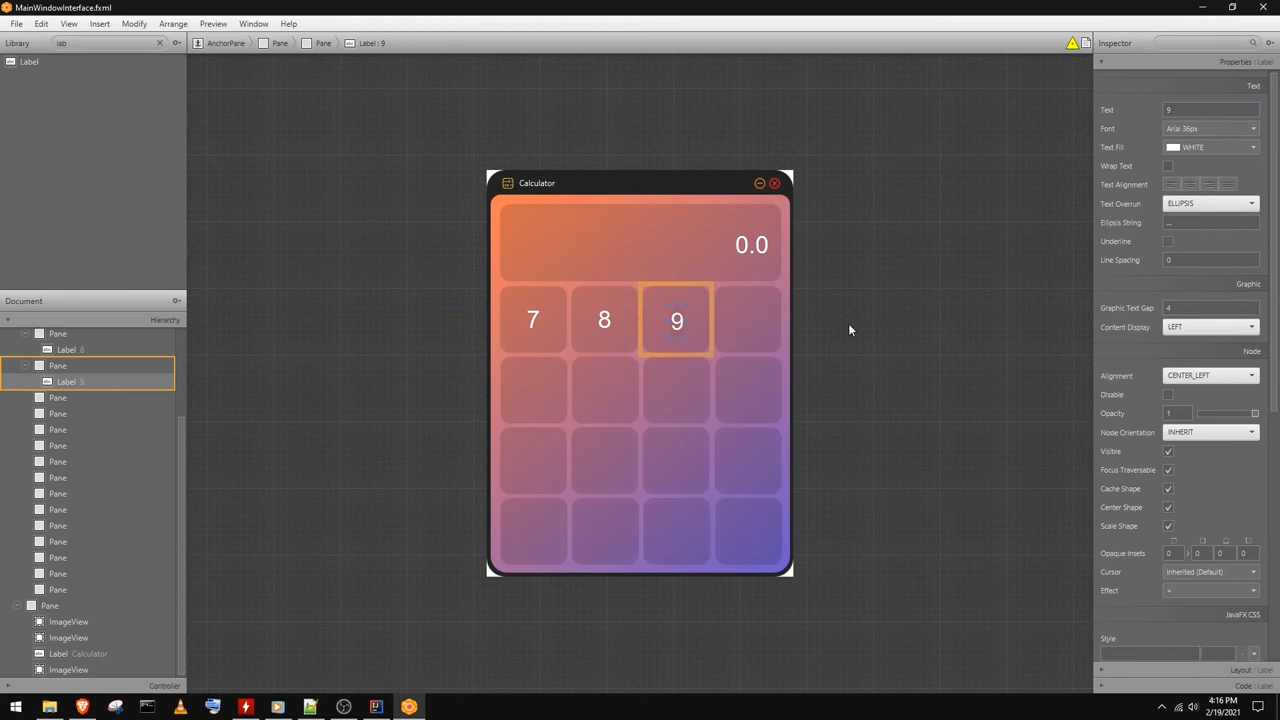 MainWindowInterface.fxml
File Edit View Insert Modify Arrange Preview Window Help
Library lab
AnchorPane Pane Pane Label : 9
Inspector
Label
Properties : Label
Text
Text 9
Font Arial 36px
Text Fill WHITE
Wrap Text
Text Alignment
Text Overrun ELLIPSIS
Ellipsis String ...
Underline
Line Spacing 0
Graphic
Graphic Text Gap 4
Content Display LEFT
Node
Alignment CENTER_LEFT
Disable
Opacity 1
Node Orientation INHERIT
Visible
Focus Traversable
Cache Shape
Center Shape
Scale Shape
Opaque Insets 0 0 0 0
Cursor Inherited (Default)
Effect +
JavaFX CSS
Style
Layout : Label
Code : Label
Calculator
0.0
7 8 9
Document
Hierarchy
Pane
Label 8
Pane
Label 9
Pane
Pane
Pane
Pane
Pane
Pane
Pane
Pane
Pane
Pane
Pane
Pane
Pane
Pane
ImageView
ImageView
Label Calculator
ImageView
Controller
4:16 PM
2/19/2021